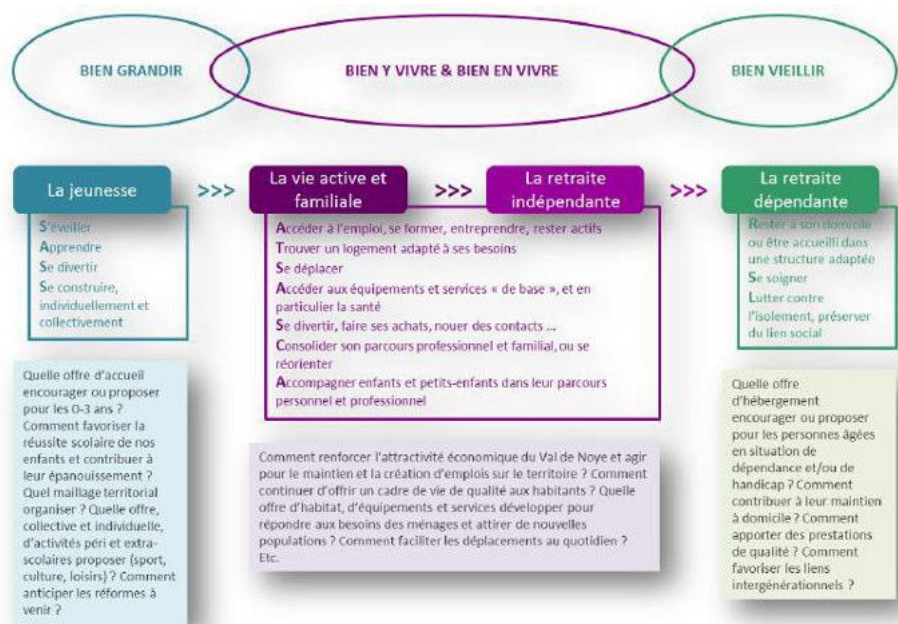 BIEN GRANDIR
BIEN Y VIVRE & BIEN EN VIVRE
BIEN VIEILLIR
La jeunesse
>>>
La vie active et
familiale
>>>
La retraite
indépendante
>>>
La retraite
dépendante
S'éveiller
Apprendre
Se divertir
Se construire,
individuellement et
collectivement
Accéder à l'emploi, se former, entreprendre, rester actifs
Trouver un logement adapté à ses besoins
Se déplacer
Accéder aux équipements et services « de base », et en
particulier la santé
Se divertir, faire ses achats, nouer des contacts ...
Consolider son parcours professionnel et familial, ou se
réorienter
Accompagner enfants et petits-enfants dans leur parcours
personnel et professionnel
Rester à son domicile
ou être accueilli dans
une structure adaptée
Se soigner
Lutter contre
l'isolement, préserver
du lien social
Quelle offre d'accueil
encourager ou proposer
pour les 0-3 ans ?
Comment favoriser la
réussite scolaire de nos
enfants et contribuer à
leur épanouissement ?
Quel maillage territorial
organiser ? Quelle offre,
collective et individuelle,
d'activités péri et extra-
scolaires proposer (sport,
culture, loisirs) ? Comment
anticiper les réformes à
venir ?
Comment renforcer l'attractivité économique du Val de Noye et agir
pour le maintien et la création d'emplois sur le territoire ? Comment
continuer d'offrir un cadre de vie de qualité aux habitants ? Quelle
offre d'habitat, d'équipements et services développer pour
répondre aux besoins des ménages et attirer de nouvelles
populations ? Comment faciliter les déplacements au quotidien ?
Etc.
Quelle offre
d'hébergement
encourager ou proposer
pour les personnes âgées
en situation de
dépendance et/ou de
handicap ? Comment
contribuer à leur maintien
à domicile ? Comment
apporter des prestations
de qualité ? Comment
favoriser les liens
intergénérationnels ?